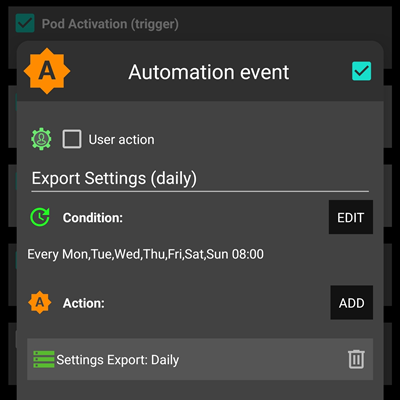 Pod Activation (trigger)
A Automation event
User action
Export Settings (daily)
Condition: EDIT
Every Mon,Tue,Wed,Thu,Fri,Sat,Sun 08:00
A Action: ADD
Settings Export: Daily